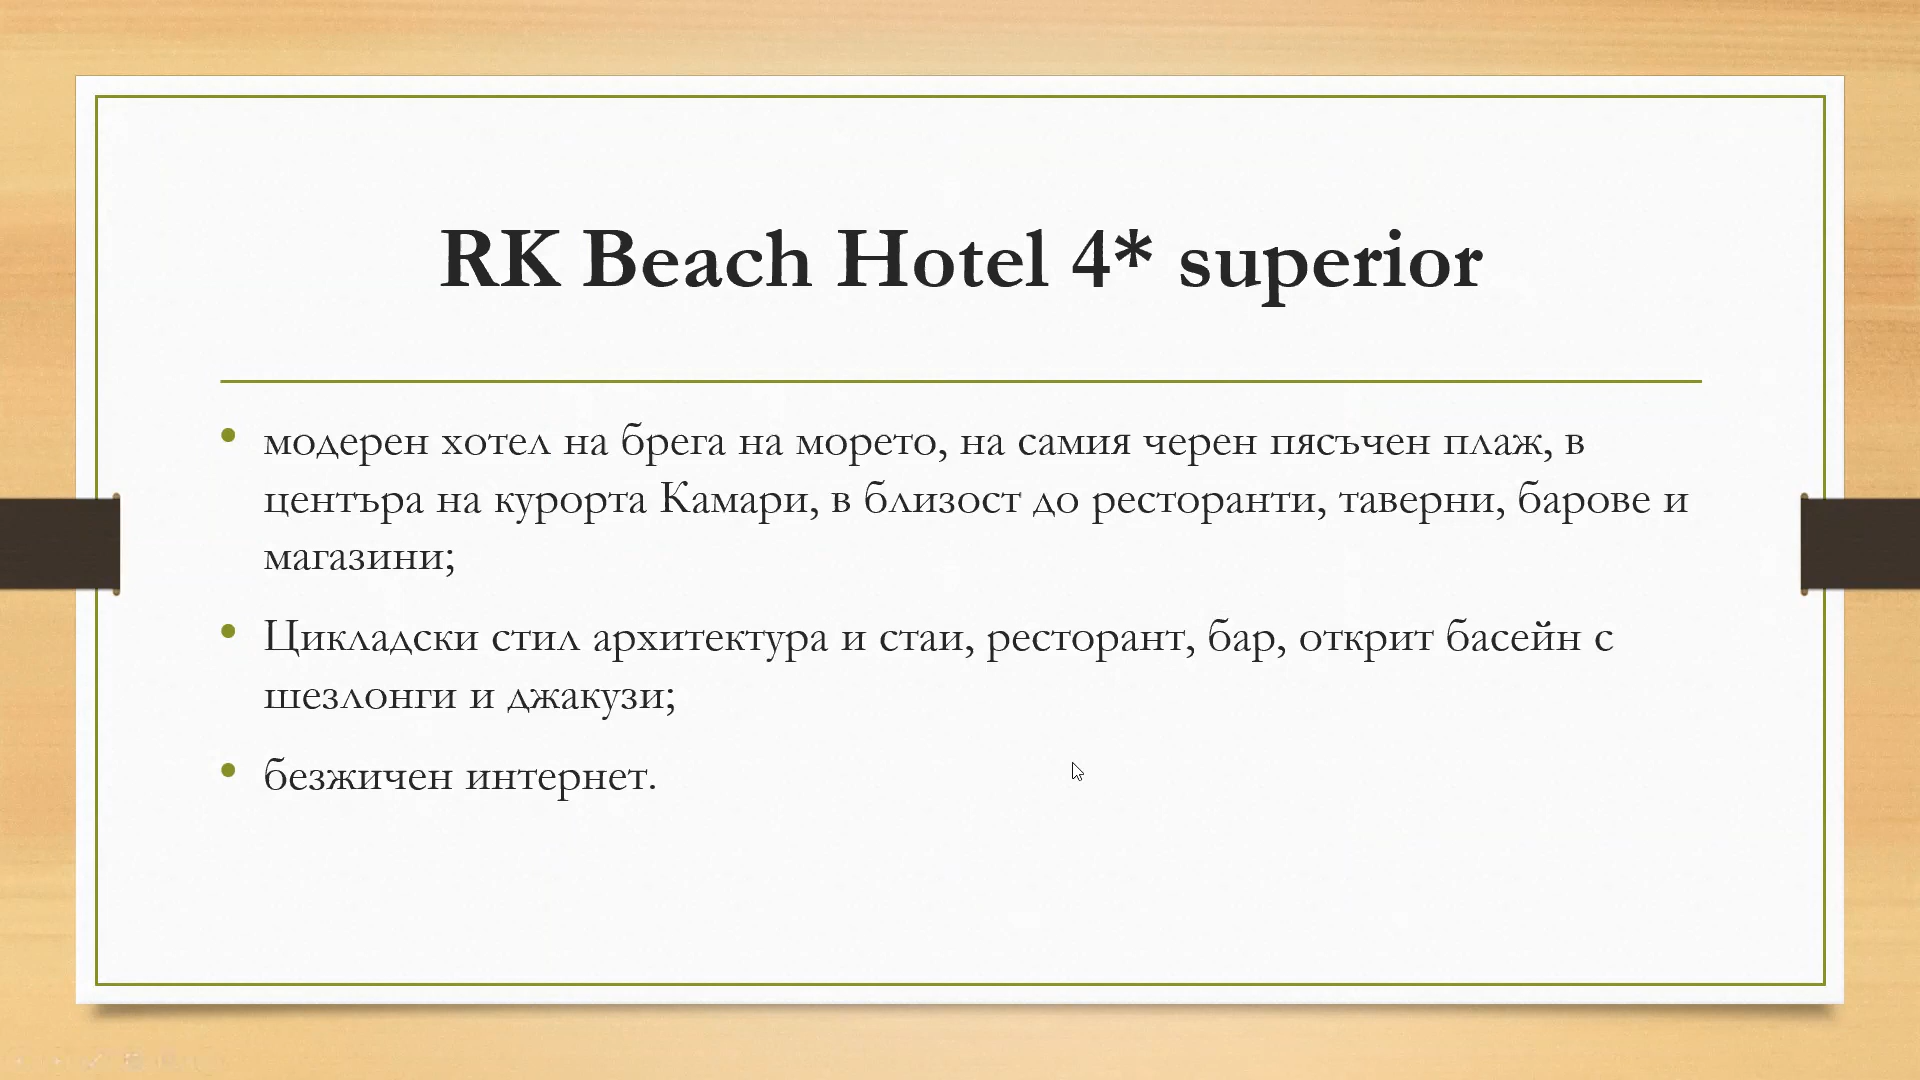 RK Beach Hotel 4* superior
• модерен хотел на брега на морето, на самия черен пясъчен плаж, в
центъра на курорта Камари, в близост до ресторанти, таверни, барове и
магазини;
• Цикладски стил архитектура и стаи, ресторант, бар, открит басейн с
шезлонги и джакузи;
• безжичен интернет.